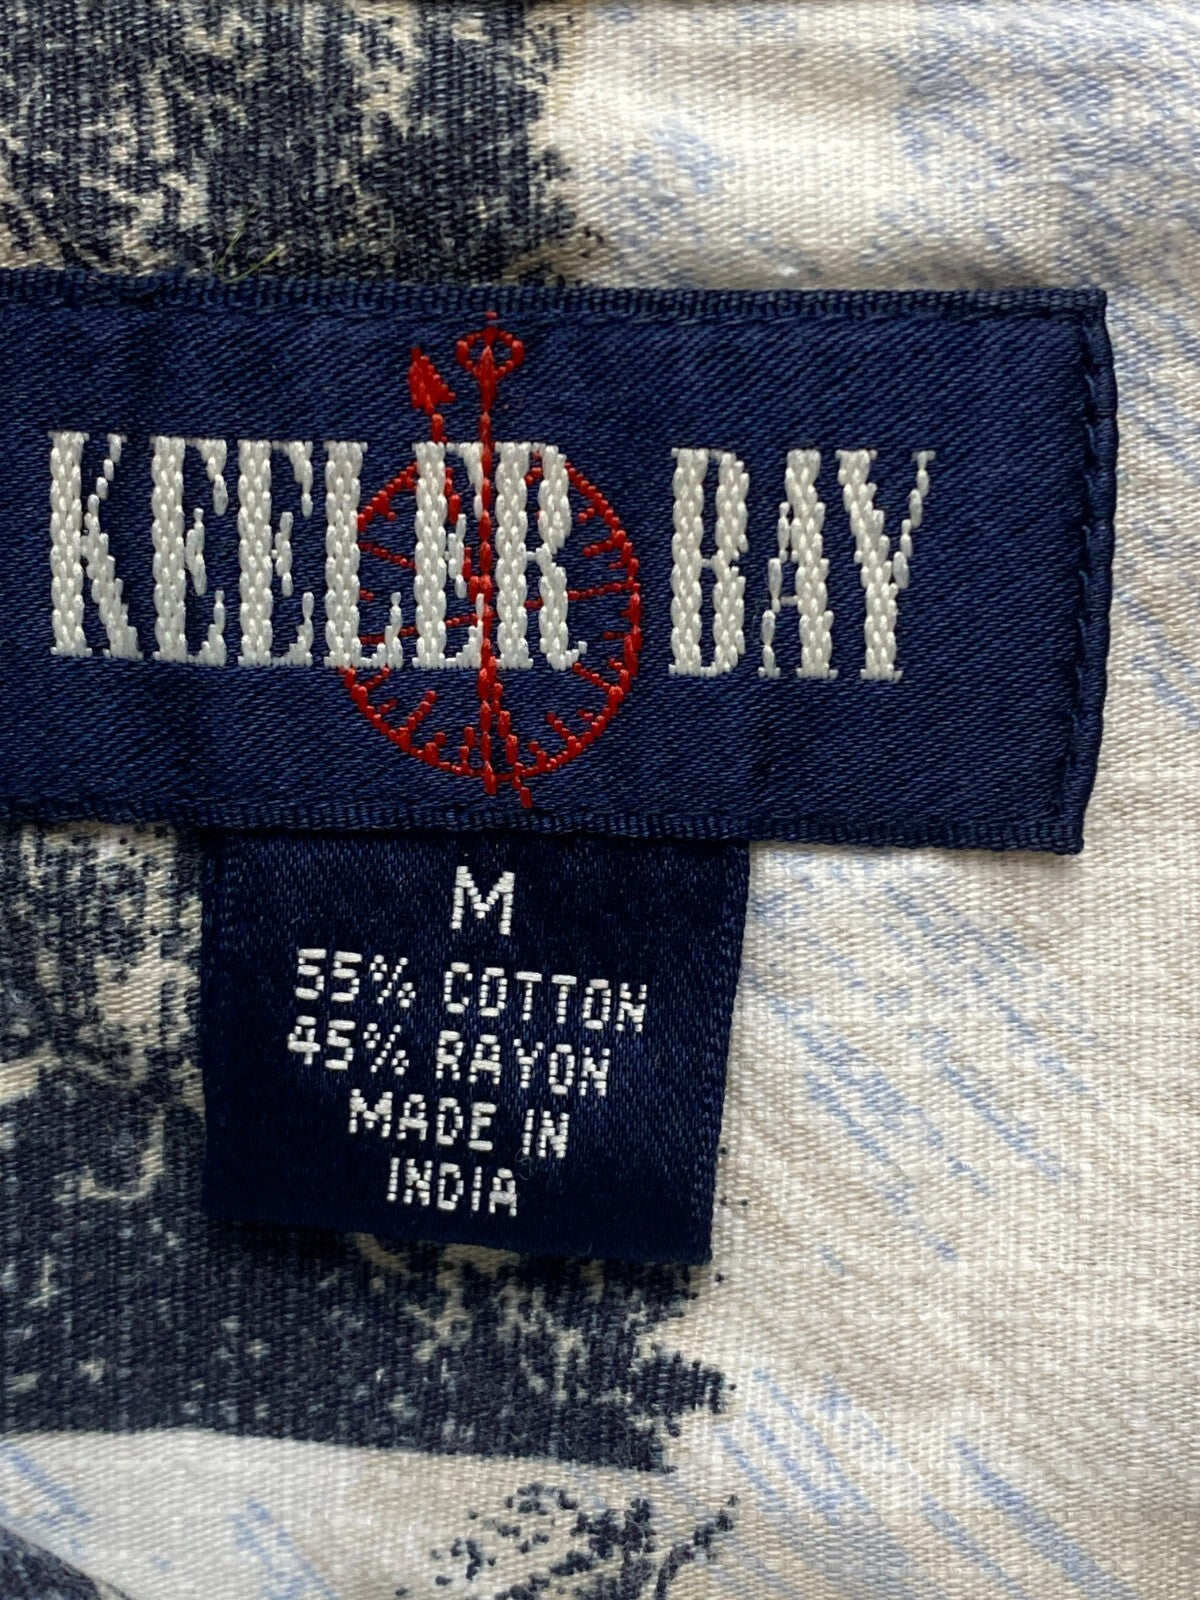 KEELER BAY
M
55% COTTON
45% RAYON
MADE IN
INDIA